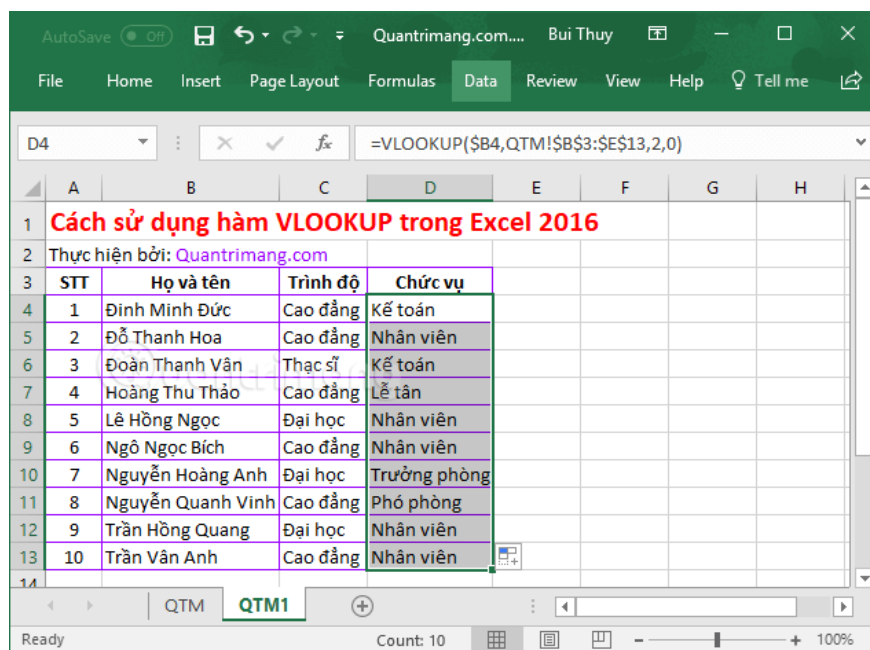 AutoSave Off Quantrimang.com.... Bui Thuy
File Home Insert Page Layout Formulas Data Review View Help Tell me
D4 fx =VLOOKUP($B4,QTM!$B$3:$E$13,2,0)
A B C D E F G H
1 Cách sử dụng hàm VLOOKUP trong Excel 2016
2 Thực hiện bởi: Quantrimang.com
3 STT Họ và tên Trình độ Chức vụ
4 1 Đinh Minh Đức Cao đẳng Kế toán
5 2 Đỗ Thanh Hoa Cao đẳng Nhân viên
6 3 Đoàn Thanh Vân Thạc sĩ Kế toán
7 4 Hoàng Thu Thảo Cao đẳng Lễ tân
8 5 Lê Hồng Ngọc Đại học Nhân viên
9 6 Ngô Ngọc Bích Cao đẳng Nhân viên
10 7 Nguyễn Hoàng Anh Đại học Trưởng phòng
11 8 Nguyễn Quanh Vinh Cao đẳng Phó phòng
12 9 Trần Hồng Quang Đại học Nhân viên
13 10 Trần Vân Anh Cao đẳng Nhân viên
14
QTM QTM1
Ready Count: 10 100%